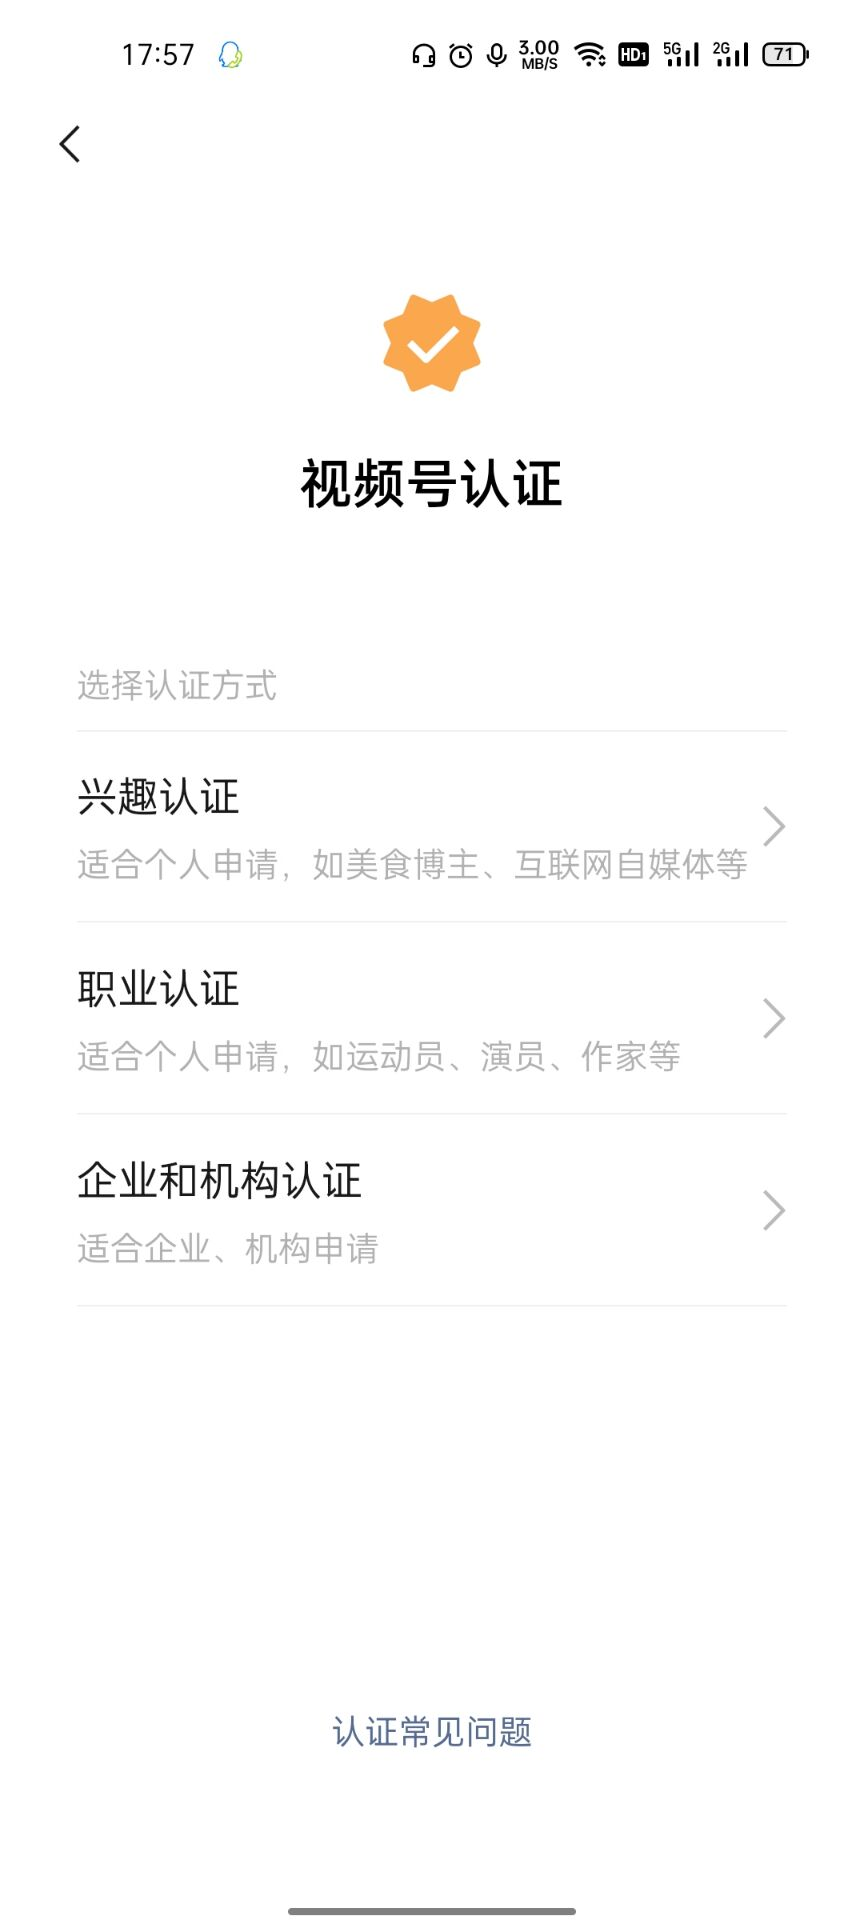 17:57 3.00 MB/S HD1 5G 2G 71
视频号认证
选择认证方式
兴趣认证
适合个人申请，如美食博主、互联网自媒体等
职业认证
适合个人申请，如运动员、演员、作家等
企业和机构认证
适合企业、机构申请
认证常见问题